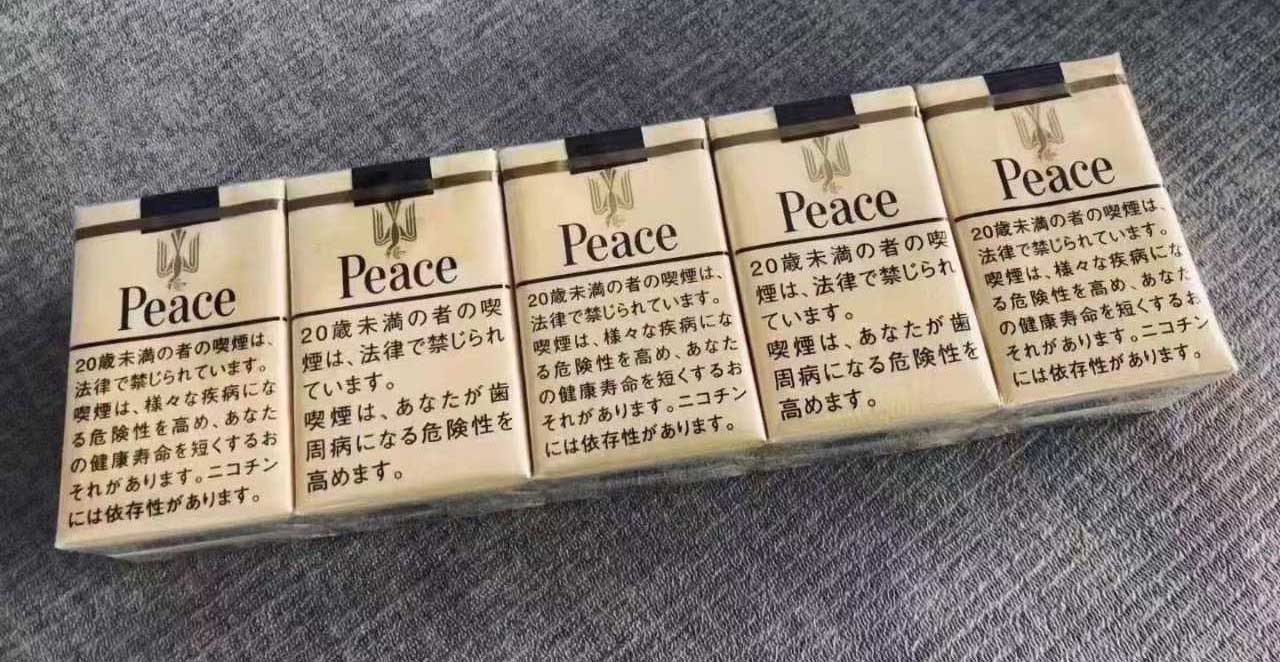 Peace
20歳未満の者の喫煙は、
法律で禁じられています。
喫煙は、様々な疾病にな
る危険性を高め、あなた
の健康寿命を短くするお
それがあります。ニコチン
には依存性があります。
Peace
20歳未満の者の喫
煙は、法律で禁じられ
ています。
喫煙は、あなたが歯
周病になる危険性を
高めます。
Peace
20歳未満の者の喫煙は、
法律で禁じられています。
喫煙は、様々な疾病にな
る危険性を高め、あなた
の健康寿命を短くするお
それがあります。ニコチン
には依存性があります。
Peace
20歳未満の者の喫
煙は、法律で禁じられ
ています。
喫煙は、あなたが歯
周病になる危険性を
高めます。
Peace
20歳未満の者の喫煙は、
法律で禁じられています。
喫煙は、様々な疾病にな
る危険性を高め、あなた
の健康寿命を短くするお
それがあります。ニコチン
には依存性があります。